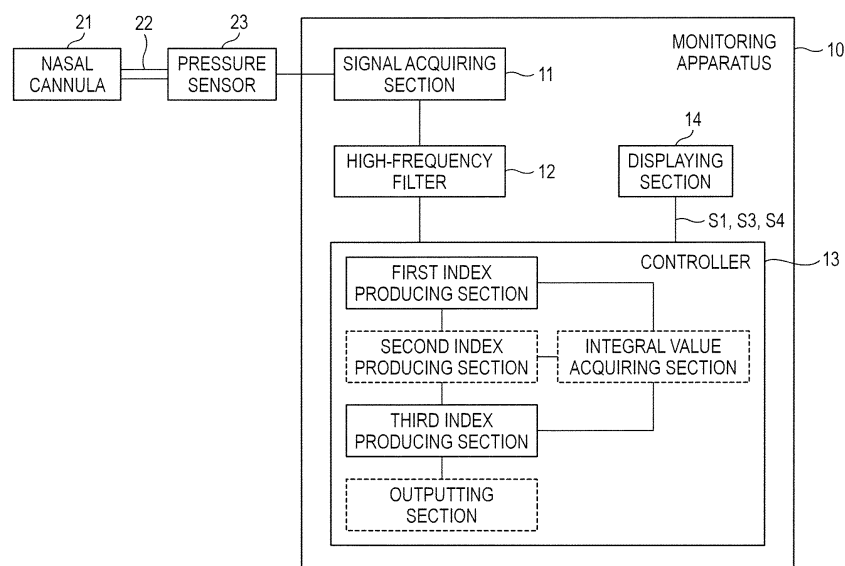 21
22
23
NASAL
CANNULA
PRESSURE
SENSOR
SIGNAL ACQUIRING
SECTION
11
MONITORING
APPARATUS
10
HIGH-FREQUENCY
FILTER
12
14
DISPLAYING
SECTION
S1, S3, S4
CONTROLLER
13
FIRST INDEX
PRODUCING SECTION
SECOND INDEX
PRODUCING SECTION
INTEGRAL VALUE
ACQUIRING SECTION
THIRD INDEX
PRODUCING SECTION
OUTPUTTING
SECTION